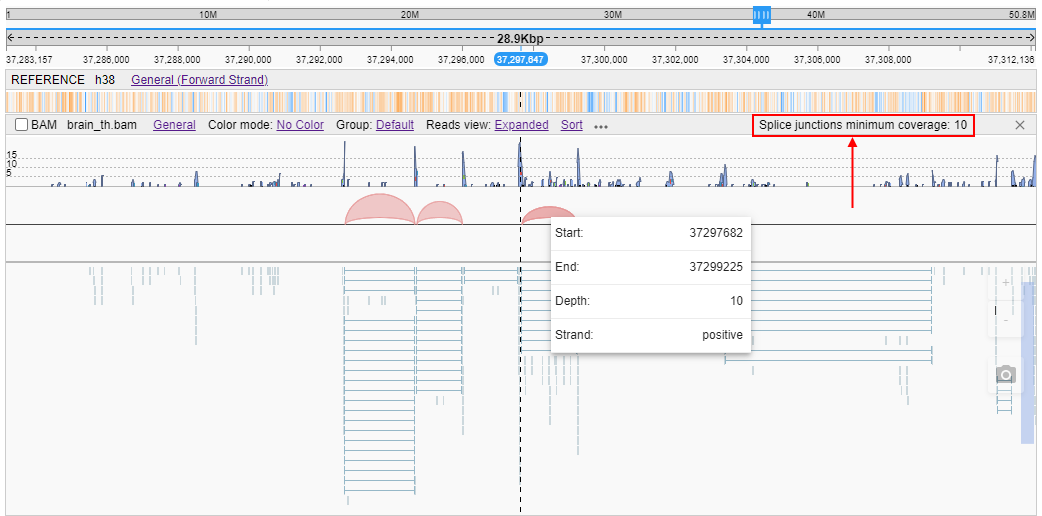 1 10M 20M 30M 40M 50.8M
28.9Kbp
37,283,157 37,286,000 37,288,000 37,290,000 37,292,000 37,294,000 37,296,000 37,297,647 37,300,000 37,302,000 37,304,000 37,306,000 37,308,000 37,312,136
REFERENCE h38 General (Forward Strand)
BAM brain_th.bam General Color mode: No Color Group: Default Reads view: Expanded Sort ••• Splice junctions minimum coverage: 10
15
10
5
Start: 37297682
End: 37299225
Depth: 10
Strand: positive